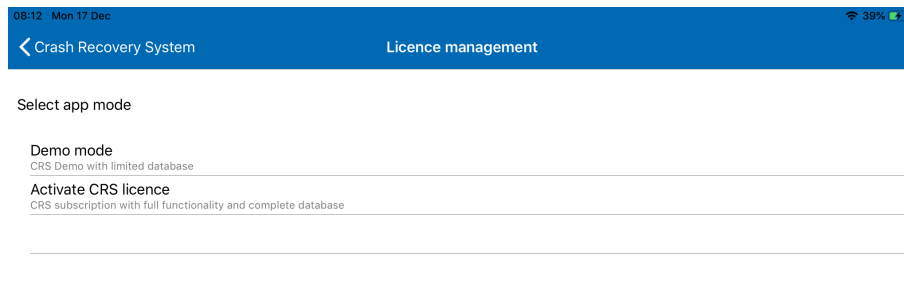 08:12 Mon 17 Dec 39%
Crash Recovery System Licence management
Select app mode
Demo mode
CRS Demo with limited database
Activate CRS licence
CRS subscription with full functionality and complete database